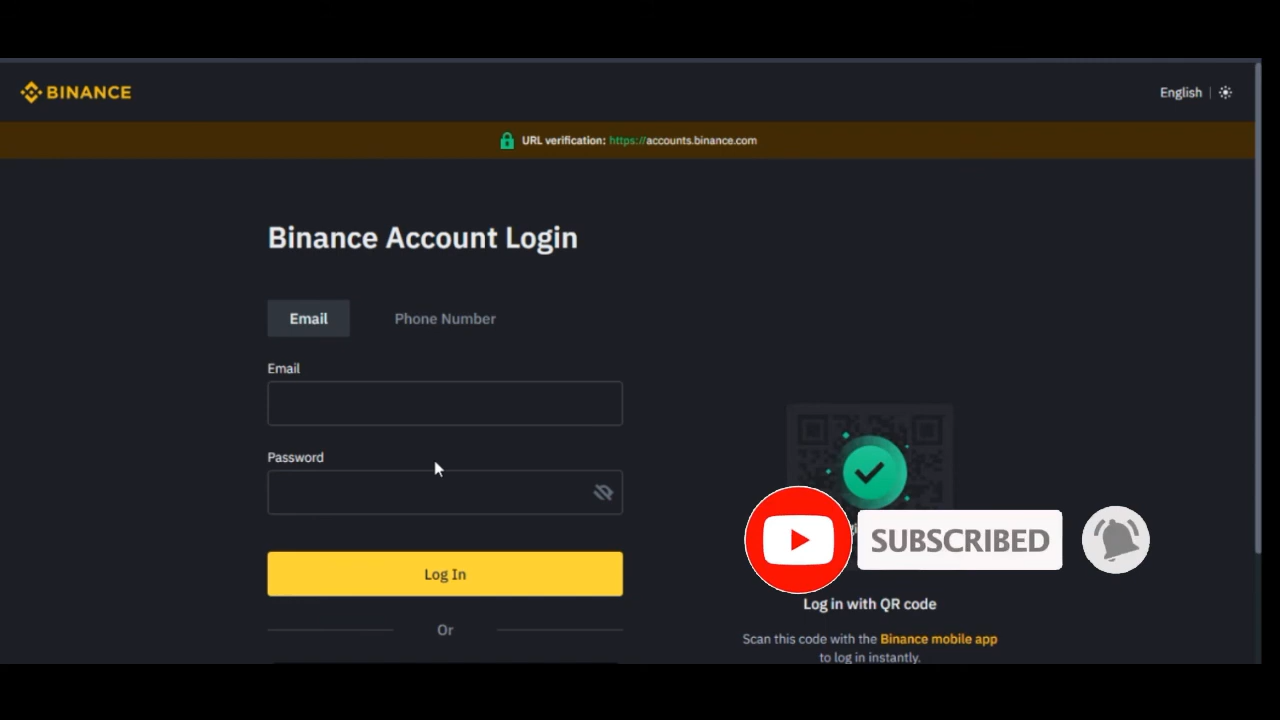 BINANCE
English
URL verification: https://accounts.binance.com
Binance Account Login
Email
Phone Number
Email
Password
Log In
SUBSCRIBED
Log in with QR code
Or
Scan this code with the Binance mobile app
to log in instantly.